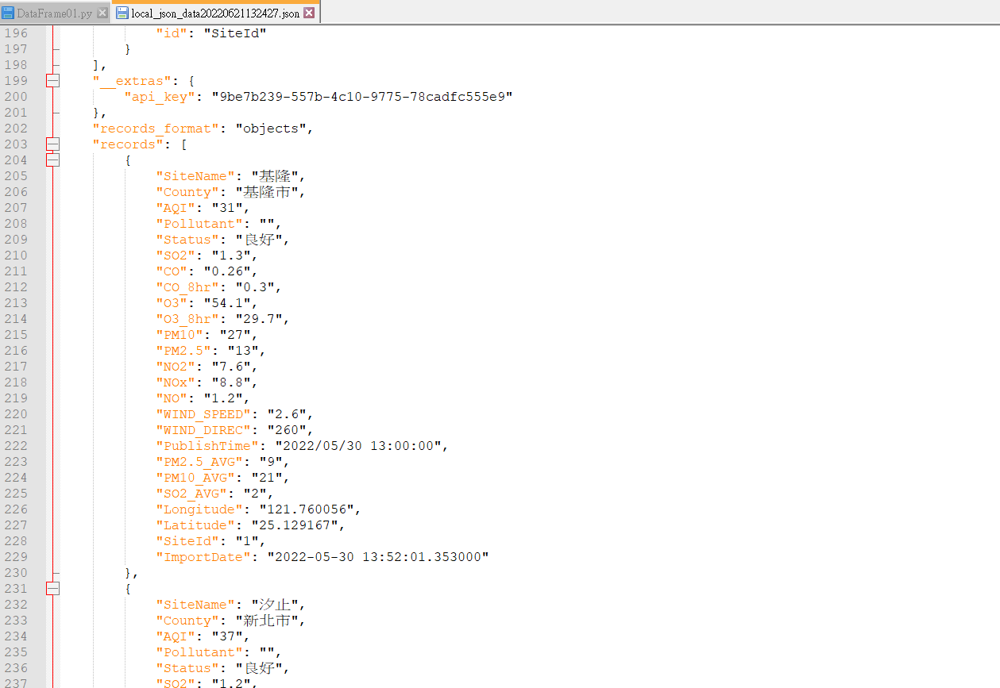 DataFrame01.py local_json_data20220621132427.json
196 "id": "SiteId"
197 }
198 ],
199 "__extras": {
200 "api_key": "9be7b239-557b-4c10-9775-78cadfc555e9"
201 },
202 "records_format": "objects",
203 "records": [
204 {
205 "SiteName": "基隆",
206 "County": "基隆市",
207 "AQI": "31",
208 "Pollutant": "",
209 "Status": "良好",
210 "SO2": "1.3",
211 "CO": "0.26",
212 "CO_8hr": "0.3",
213 "O3": "54.1",
214 "O3_8hr": "29.7",
215 "PM10": "27",
216 "PM2.5": "13",
217 "NO2": "7.6",
218 "NOx": "8.8",
219 "NO": "1.2",
220 "WIND_SPEED": "2.6",
221 "WIND_DIREC": "260",
222 "PublishTime": "2022/05/30 13:00:00",
223 "PM2.5_AVG": "9",
224 "PM10_AVG": "21",
225 "SO2_AVG": "2",
226 "Longitude": "121.760056",
227 "Latitude": "25.129167",
228 "SiteId": "1",
229 "ImportDate": "2022-05-30 13:52:01.353000"
230 },
231 {
232 "SiteName": "汐止",
233 "County": "新北市",
234 "AQI": "37",
235 "Pollutant": "",
236 "Status": "良好",
237 "SO2": "1.2",